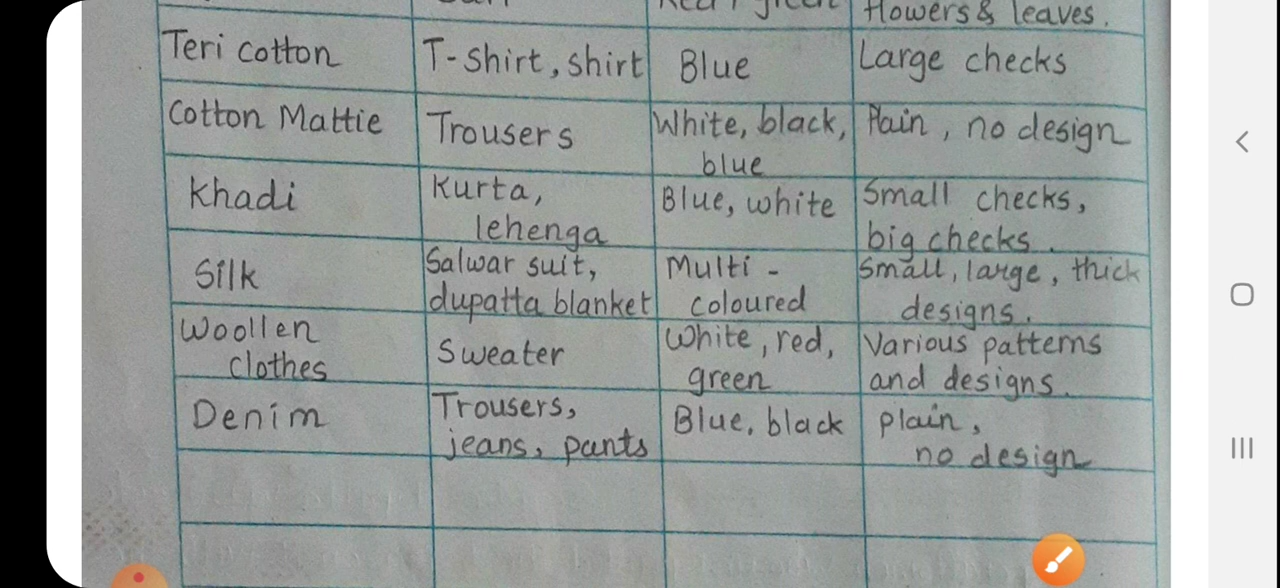 Red, green
flowers & leaves.
Teri cotton
T-Shirt, shirt
Blue
Large checks
Cotton Mattie
Trousers
White, black,
blue
Plain, no design
Khadi
Kurta,
lehenga
Blue, white
Small checks,
big checks.
Silk
Salwar suit,
dupatta blanket
Multi -
coloured
Small, large, thick
designs.
Woollen
clothes
Sweater
White, red,
green
Various patterns
and designs.
Denim
Trousers,
jeans, pants
Blue, black
plain,
no design